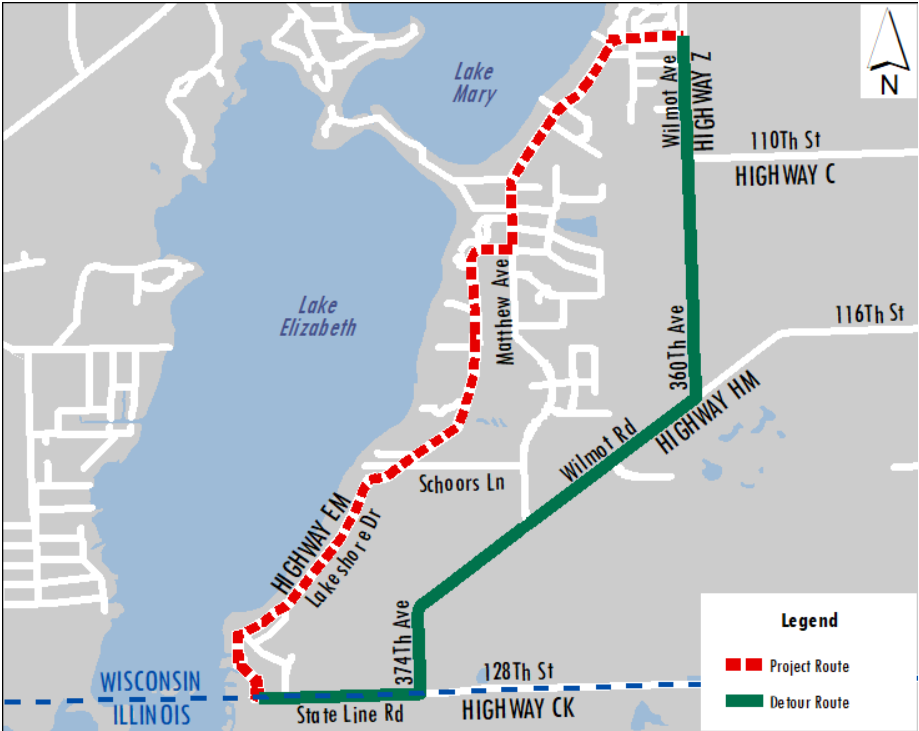 Lake
Mary
N
Wilmot Ave
HIGHWAY Z
110Th St
HIGHWAY C
Matthew Ave
Lake
Elizabeth
360Th Ave
116Th St
HIGHWAY HM
Wilmot Rd
Schoors Ln
HIGHWAY EM
Lakeshore Dr
374Th Ave
128Th St
HIGHWAY CK
State Line Rd
WISCONSIN
ILLINOIS
Legend
Project Route
Detour Route